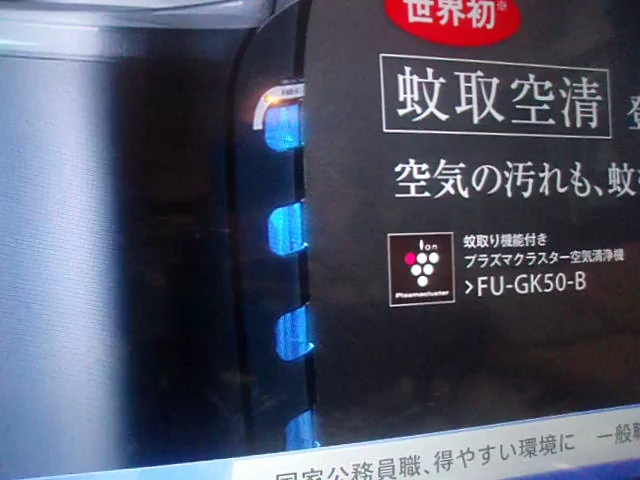 世界初※
蚊取空清
空気の汚れも、蚊
ion
Plasmacluster
蚊取り機能付き
プラズマクラスター空気清浄機
>FU-GK50-B
国家公務員職、得やすい環境に 一般職